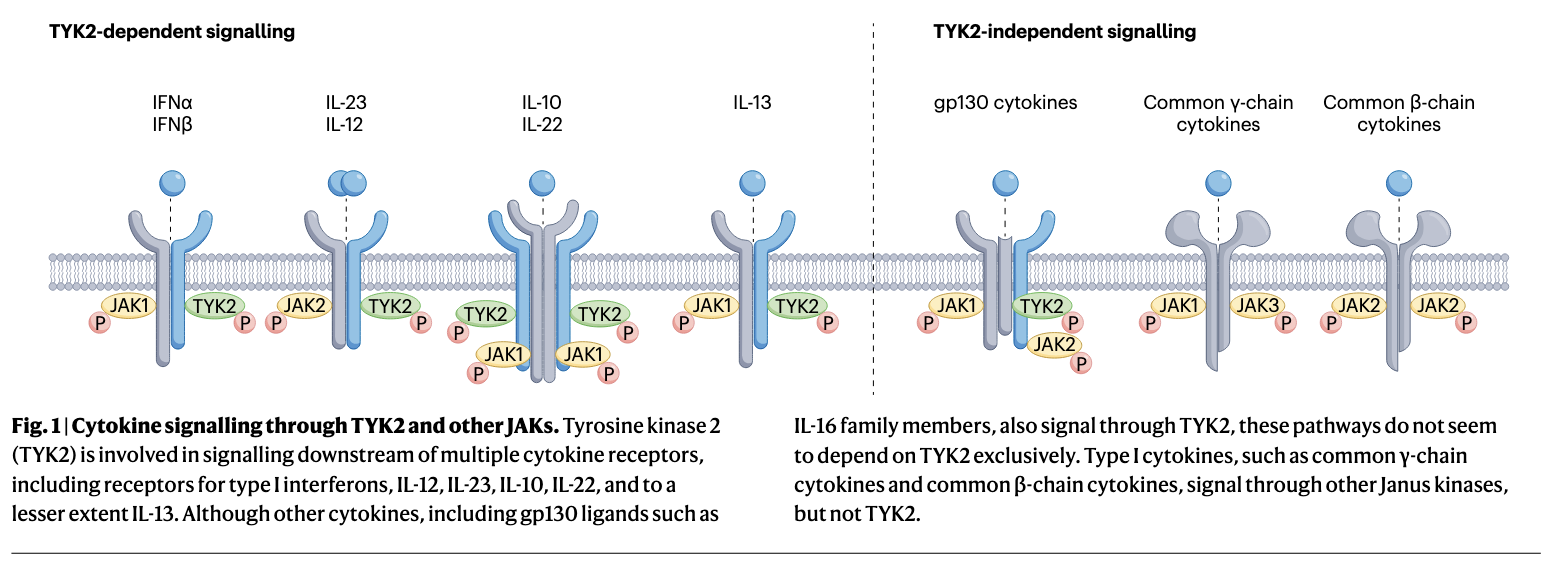 TYK2-dependent signalling
TYK2-independent signalling
IFNα
IFNβ
IL-23
IL-12
IL-10
IL-22
IL-13
gp130 cytokines
Common γ-chain
cytokines
Common β-chain
cytokines
JAK1
P
TYK2
P
JAK2
P
TYK2
P
TYK2
P
JAK1
P
TYK2
P
JAK1
P
JAK1
P
TYK2
P
JAK1
P
TYK2
P
JAK2
P
JAK1
P
JAK3
P
JAK2
P
JAK2
P
Fig. 1 | Cytokine signalling through TYK2 and other JAKs. Tyrosine kinase 2
(TYK2) is involved in signalling downstream of multiple cytokine receptors,
including receptors for type I interferons, IL-12, IL-23, IL-10, IL-22, and to a
lesser extent IL-13. Although other cytokines, including gp130 ligands such as
IL-16 family members, also signal through TYK2, these pathways do not seem
to depend on TYK2 exclusively. Type I cytokines, such as common γ-chain
cytokines and common β-chain cytokines, signal through other Janus kinases,
but not TYK2.